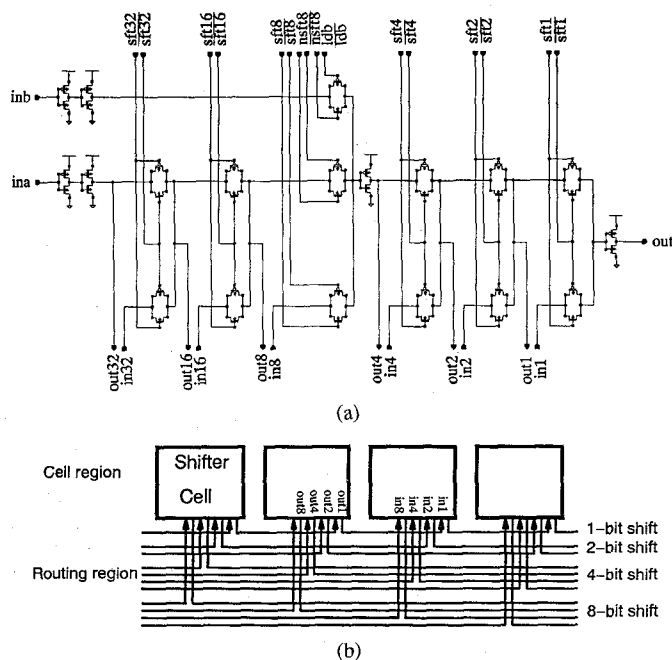 (a)
sft32
sft32
sft16
sft16
sft8
sft8
nsft8
nsft8
ldb
ldb
sft4
sft4
sft2
sft2
sft1
sft1
inb
ina
out
out32
in32
out16
in16
out8
in8
out4
in4
out2
in2
out1
in1
(a)
Cell region
Shifter
Cell
out8
out4
out2
out1
in8
in4
in2
in1
1-bit shift
2-bit shift
Routing region
4-bit shift
8-bit shift
(b)